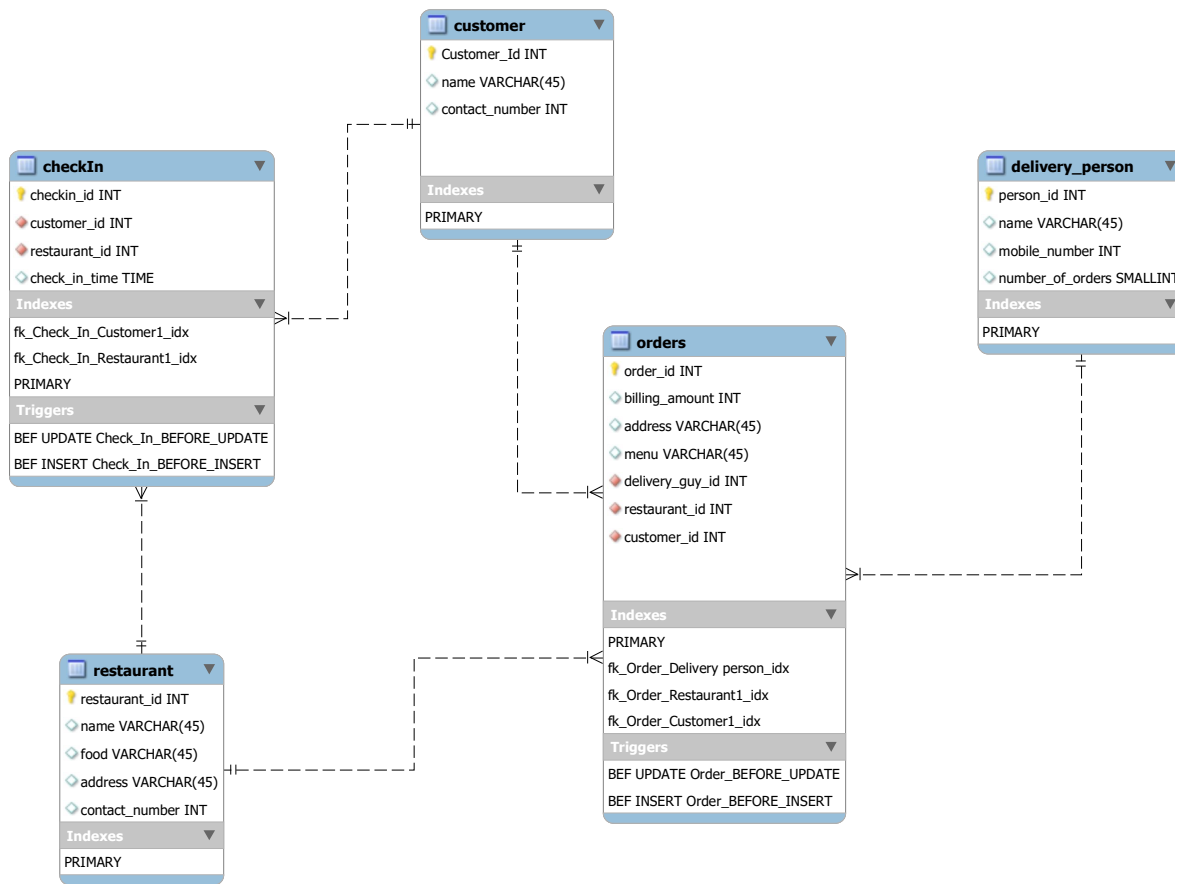 customer
Customer_Id INT
name VARCHAR(45)
contact_number INT
Indexes
PRIMARY
checkIn
checkin_id INT
customer_id INT
restaurant_id INT
check_in_time TIME
Indexes
fk_Check_In_Customer1_idx
fk_Check_In_Restaurant1_idx
PRIMARY
Triggers
BEF UPDATE Check_In_BEFORE_UPDATE
BEF INSERT Check_In_BEFORE_INSERT
delivery_person
person_id INT
name VARCHAR(45)
mobile_number INT
number_of_orders SMALLINT
Indexes
PRIMARY
orders
order_id INT
billing_amount INT
address VARCHAR(45)
menu VARCHAR(45)
delivery_guy_id INT
restaurant_id INT
customer_id INT
Indexes
PRIMARY
fk_Order_Delivery person_idx
fk_Order_Restaurant1_idx
fk_Order_Customer1_idx
Triggers
BEF UPDATE Order_BEFORE_UPDATE
BEF INSERT Order_BEFORE_INSERT
restaurant
restaurant_id INT
name VARCHAR(45)
food VARCHAR(45)
address VARCHAR(45)
contact_number INT
Indexes
PRIMARY